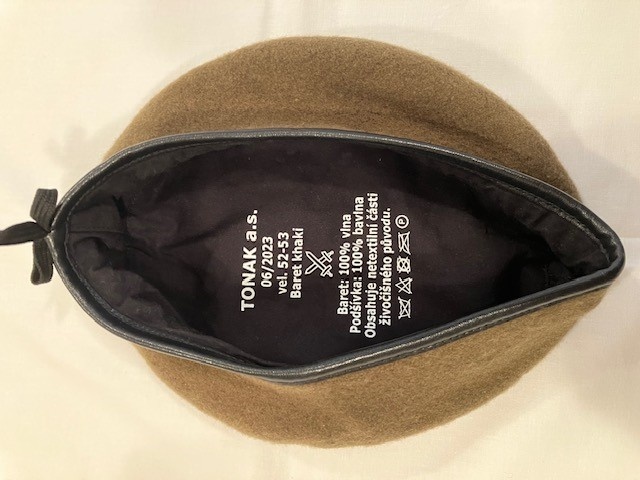 TONAK a.s.
06/2023
vel. 52-53
Baret khaki
Baret: 100% vlna
Podšívka: 100% bavlna
Obsahuje netextilní části
živočišného původu.